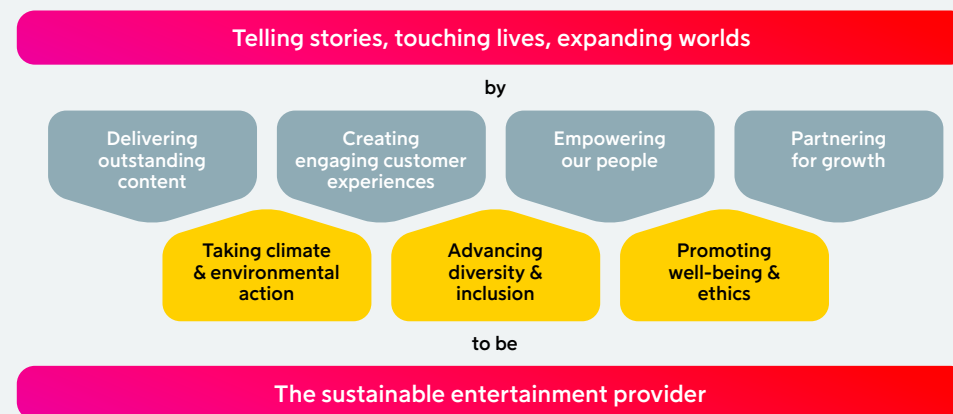 Telling stories, touching lives, expanding worlds
by
Delivering
outstanding
content
Creating
engaging customer
experiences
Empowering
our people
Partnering
for growth
Taking climate
& environmental
action
Advancing
diversity &
inclusion
Promoting
well-being &
ethics
to be
The sustainable entertainment provider